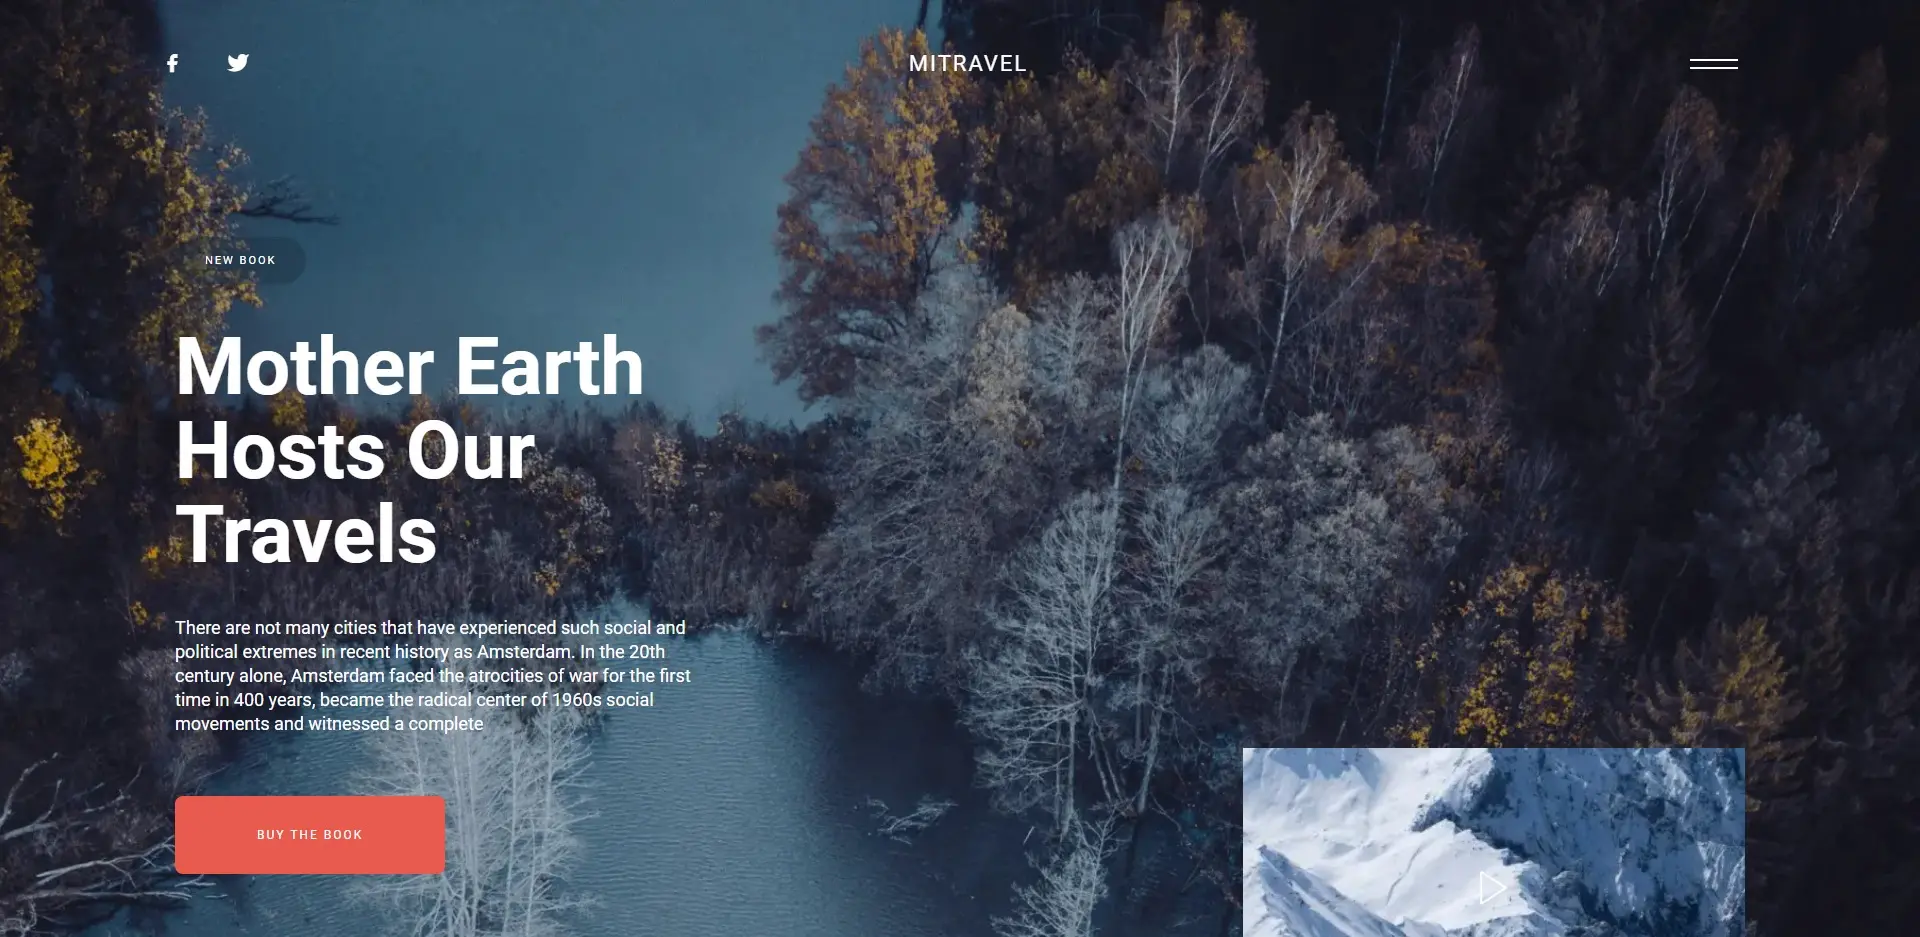 MITRAVEL
NEW BOOK
Mother Earth
Hosts Our
Travels
There are not many cities that have experienced such social and
political extremes in recent history as Amsterdam. In the 20th
century alone, Amsterdam faced the atrocities of war for the first
time in 400 years, became the radical center of 1960s social
movements and witnessed a complete
BUY THE BOOK